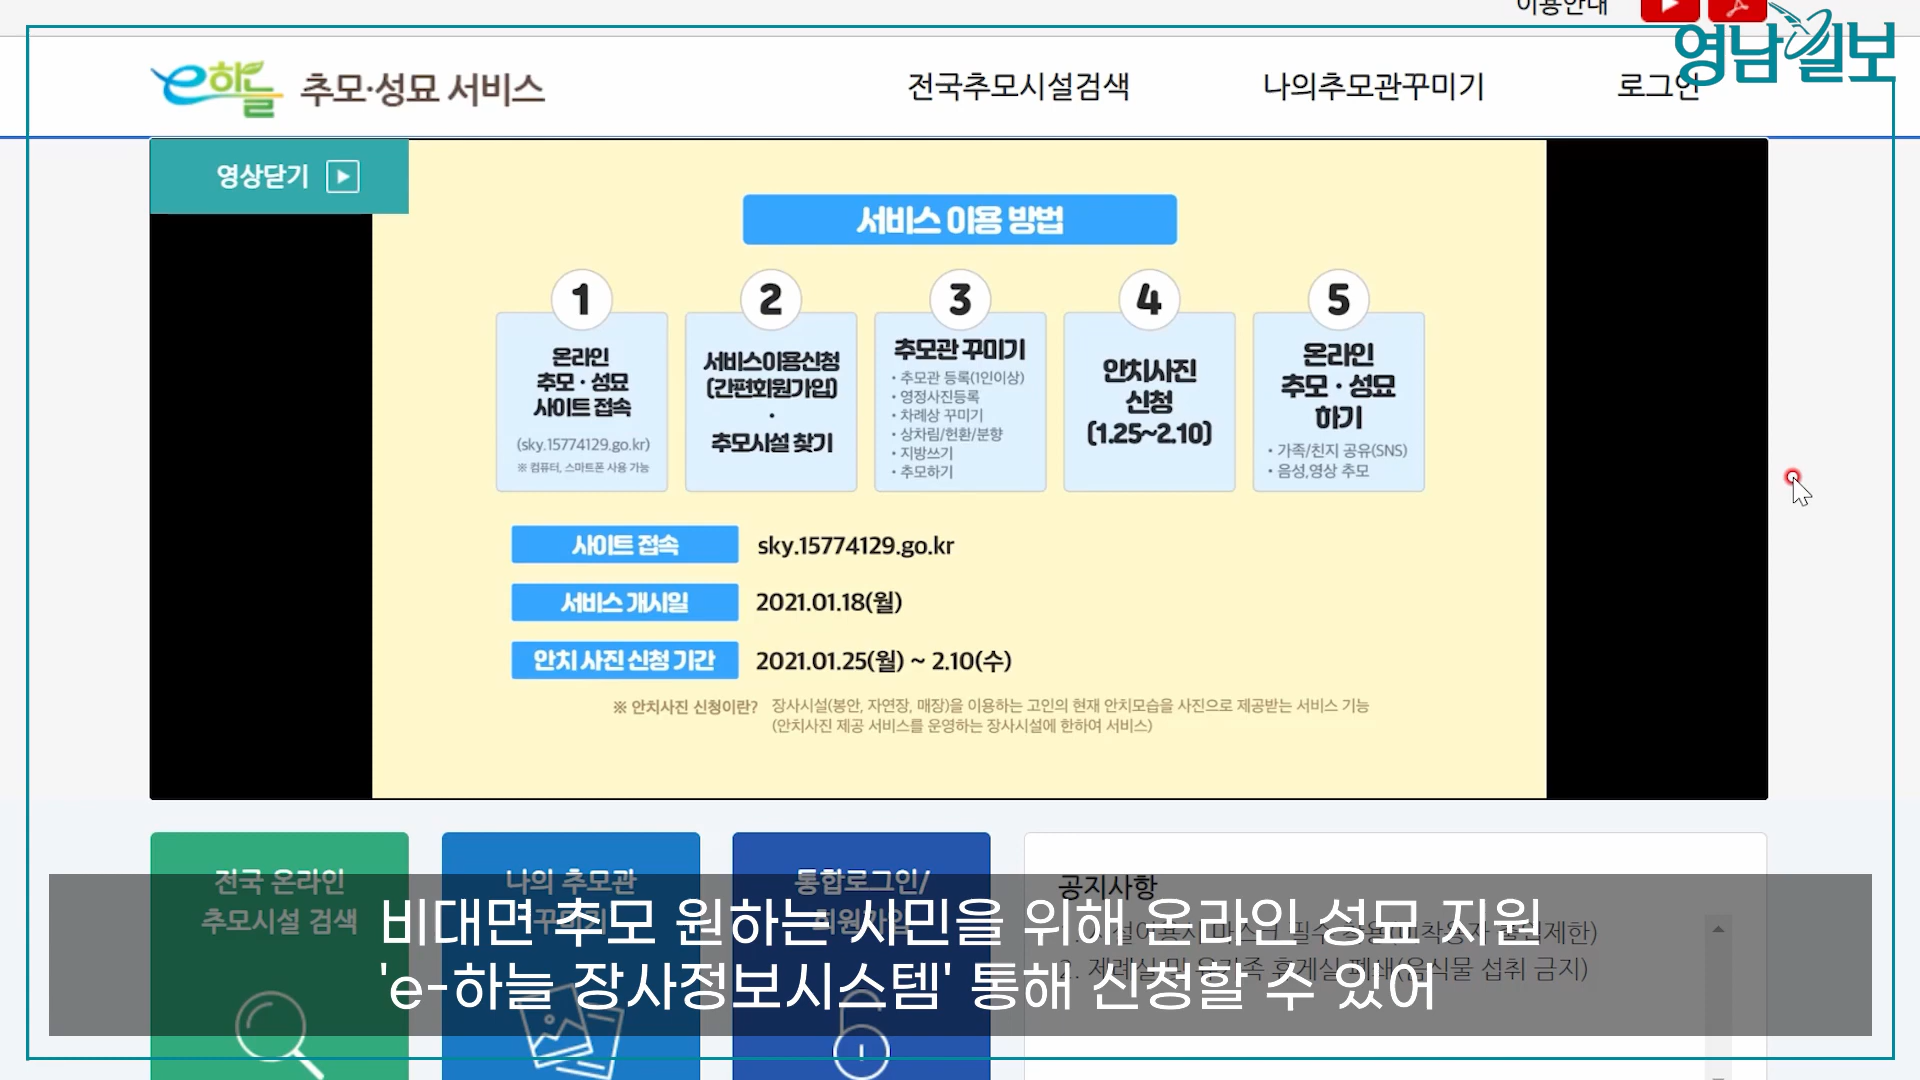 이용안내
영남일보
e하늘 추모·성묘 서비스
전국추모시설검색
나의추모관꾸미기
로그인
영상닫기
서비스 이용 방법
1
온라인
추모·성묘
사이트 접속
(sky.15774129.go.kr)
※ 컴퓨터, 스마트폰 사용 가능
2
서비스이용신청
(간편회원가입)
·
추모시설 찾기
3
추모관 꾸미기
• 추모관 등록(1인이상)
• 영정사진등록
• 차례상 꾸미기
• 상차림/헌환/분향
• 지방쓰기
• 추모하기
4
안치사진
신청
(1.25~2.10)
5
온라인
추모·성묘
하기
• 가족/친지 공유(SNS)
• 음성,영상 추모
사이트 접속 sky.15774129.go.kr
서비스 개시일 2021.01.18(월)
안치 사진 신청 기간 2021.01.25(월) ~ 2.10(수)
※ 안치사진 신청이란? 장사시설(봉안, 자연장, 매장)을 이용하는 고인의 현재 안치모습을 사진으로 제공받는 서비스 기능
(안치사진 제공 서비스를 운영하는 장사시설에 한하여 서비스)
전국 온라인
추모시설 검색
나의 추모관
꾸미기
통합로그인/
회원가입
공지사항
비대면 추모 원하는 시민을 위해 온라인 성묘 지원
'e-하늘 장사정보시스템' 통해 신청할 수 있어